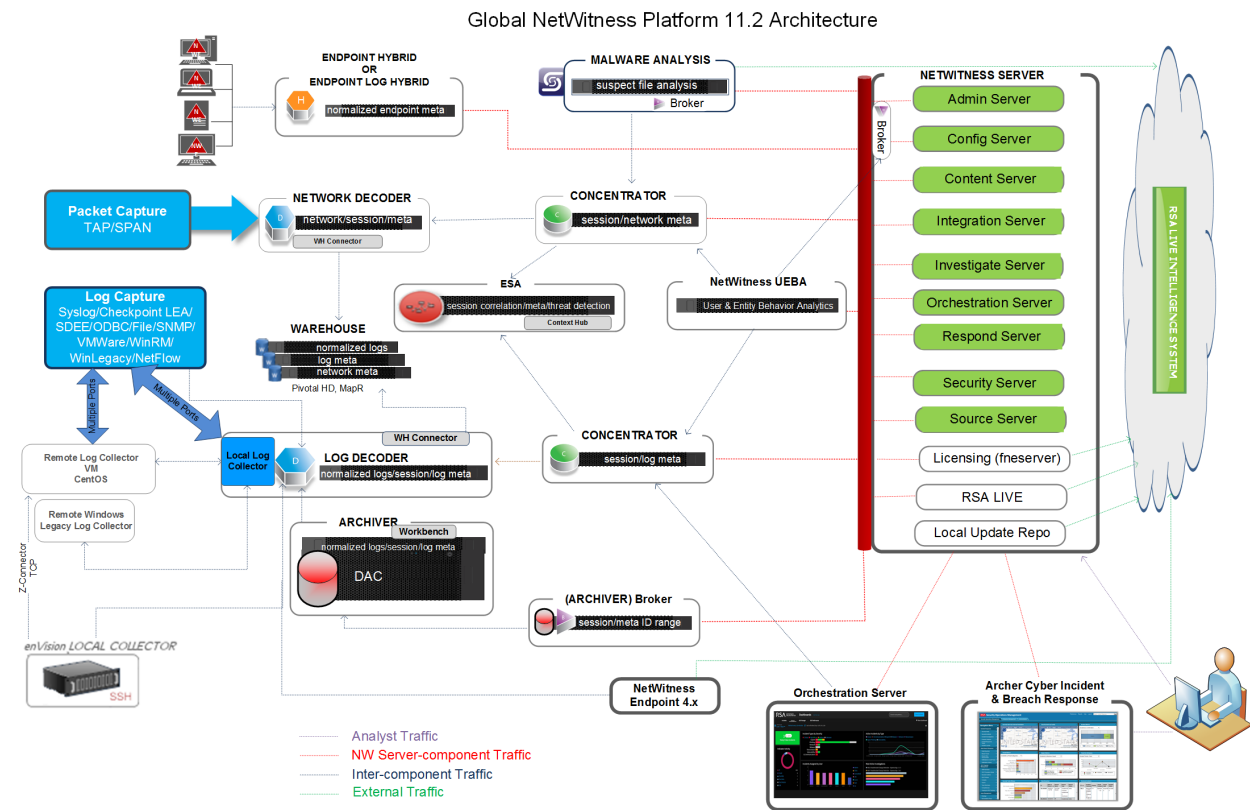 Global NetWitness Platform 11.2 Architecture
ENDPOINT HYBRID
OR
ENDPOINT LOG HYBRID
H
normalized endpoint meta
MALWARE ANALYSIS
suspect file analysis
Broker
NETWITNESS SERVER
Broker
Admin Server
Config Server
Content Server
Integration Server
Investigate Server
Orchestration Server
Respond Server
Security Server
Source Server
Licensing (fneserver)
RSA LIVE
Local Update Repo
RSA LIVE INTELLIGENCE SYSTEM
Packet Capture
TAP/SPAN
NETWORK DECODER
D
network/session/meta
WH Connector
CONCENTRATOR
C
session/network meta
ESA
session correlation/meta/threat detection
Context Hub
NetWitness UEBA
User & Entity Behavior Analytics
Log Capture
Syslog/Checkpoint LEA/
SDEE/ODBC/File/SNMP/
VMWare/WinRM/
WinLegacy/NetFlow
WAREHOUSE
normalized logs
log meta
network meta
Pivotal HD, MapR
Multiple Ports
Multiple Ports
Remote Log Collector
VM
CentOS
Remote Windows
Legacy Log Collector
WH Connector
Local Log
Collector
D
LOG DECODER
normalized logs/session/log meta
CONCENTRATOR
C
session/log meta
ARCHIVER
Workbench
normalized logs/session/log meta
DAC
(ARCHIVER) Broker
session/meta ID range
Z-Connector
TCP
enVision LOCAL COLLECTOR
SSH
NetWitness
Endpoint 4.x
Orchestration Server
RSA
Archer Cyber Incident
& Breach Response
Analyst Traffic
NW Server-component Traffic
Inter-component Traffic
External Traffic